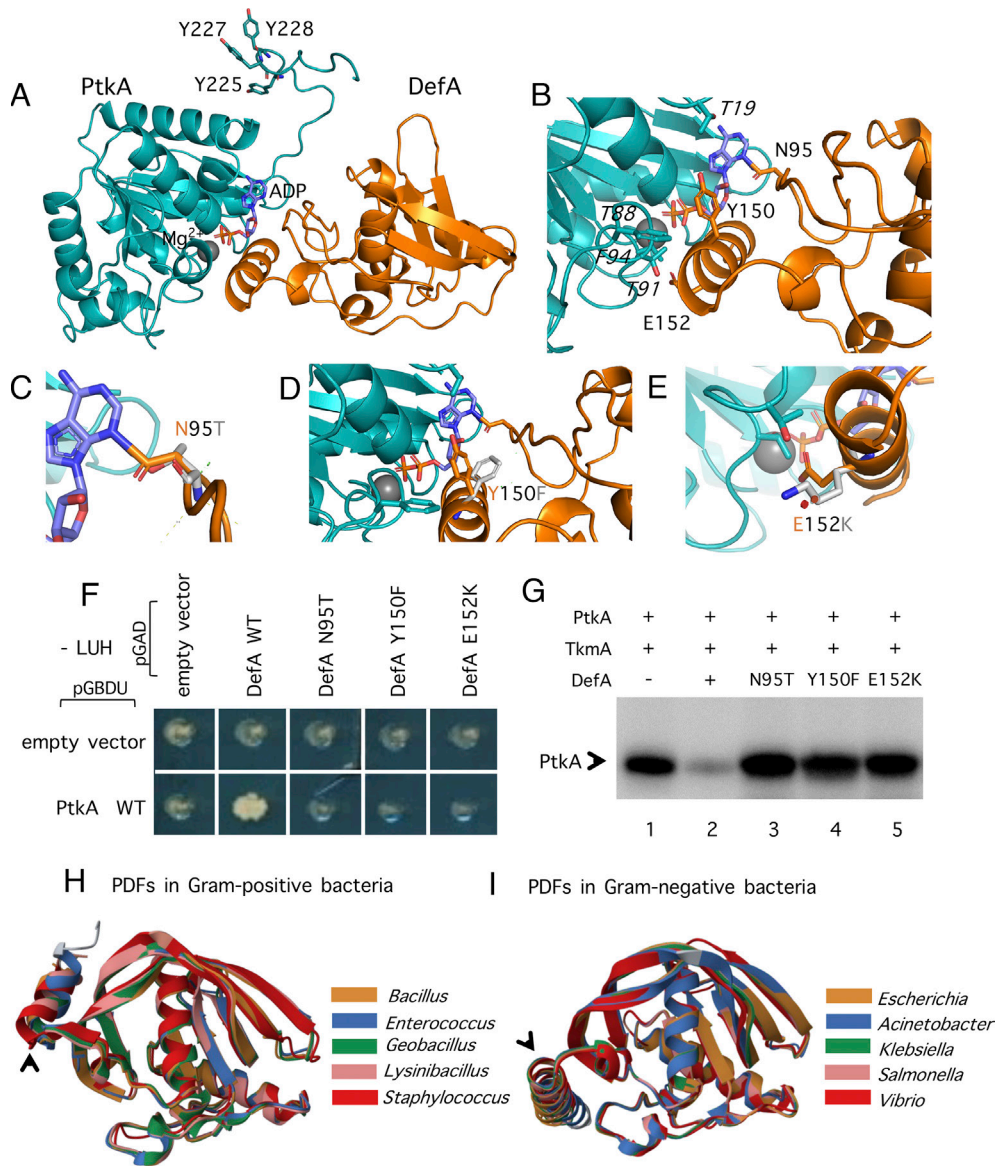 Y227 Y228
A PtkA Y225 DefA
ADP
Mg2+
B T19
N95
Y150
T88
F94
T91
E152
C N95T
D Y150F
E E152K
F
- LUH
pGAD
empty vector
DefA WT
DefA N95T
DefA Y150F
DefA E152K
pGBDU
empty vector
PtkA WT
G
PtkA + + + + +
TkmA + + + + +
DefA - + N95T Y150F E152K
PtkA
1 2 3 4 5
H PDFs in Gram-positive bacteria
Bacillus
Enterococcus
Geobacillus
Lysinibacillus
Staphylococcus
I PDFs in Gram-negative bacteria
Escherichia
Acinetobacter
Klebsiella
Salmonella
Vibrio